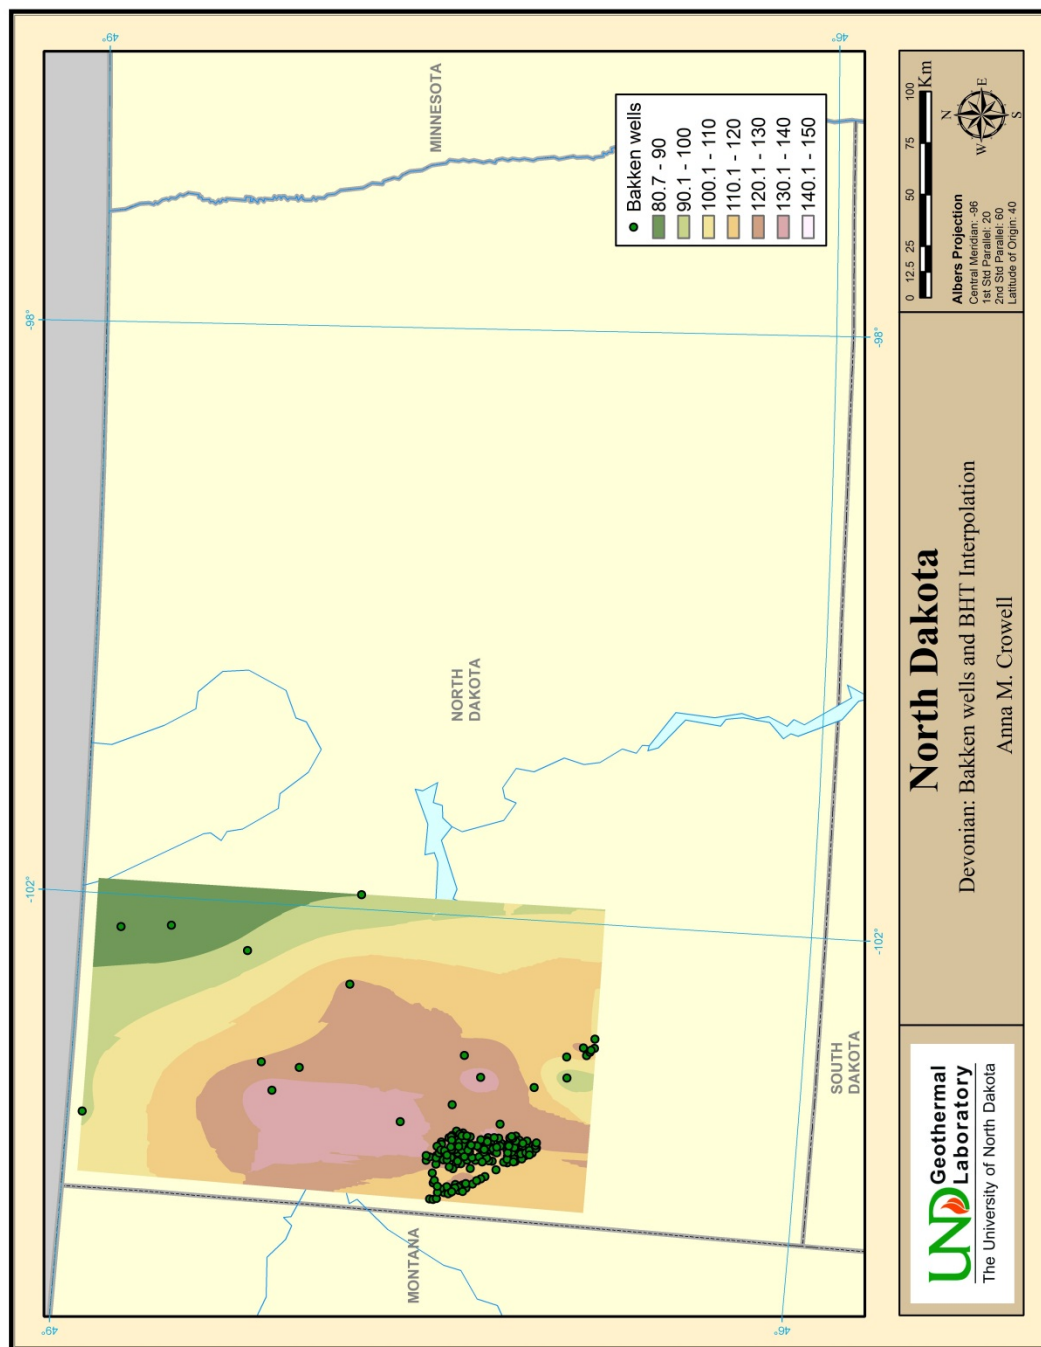 49°
-102°
-98°
49°
MINNESOTA
NORTH
DAKOTA
MONTANA
SOUTH
DAKOTA
46°
-102°
-98°
46°
Bakken wells
80.7 - 90
90.1 - 100
100.1 - 110
110.1 - 120
120.1 - 130
130.1 - 140
140.1 - 150
UND Geothermal
Laboratory
The University of North Dakota
North Dakota
Devonian: Bakken wells and BHT Interpolation
Anna M. Crowell
0 12.5 25 50 75 100
Km
Albers Projection
Central Meridian: -96
1st Std Parallel: 20
2nd Std Parallel: 60
Latitude of Origin: 40
N
W E
S